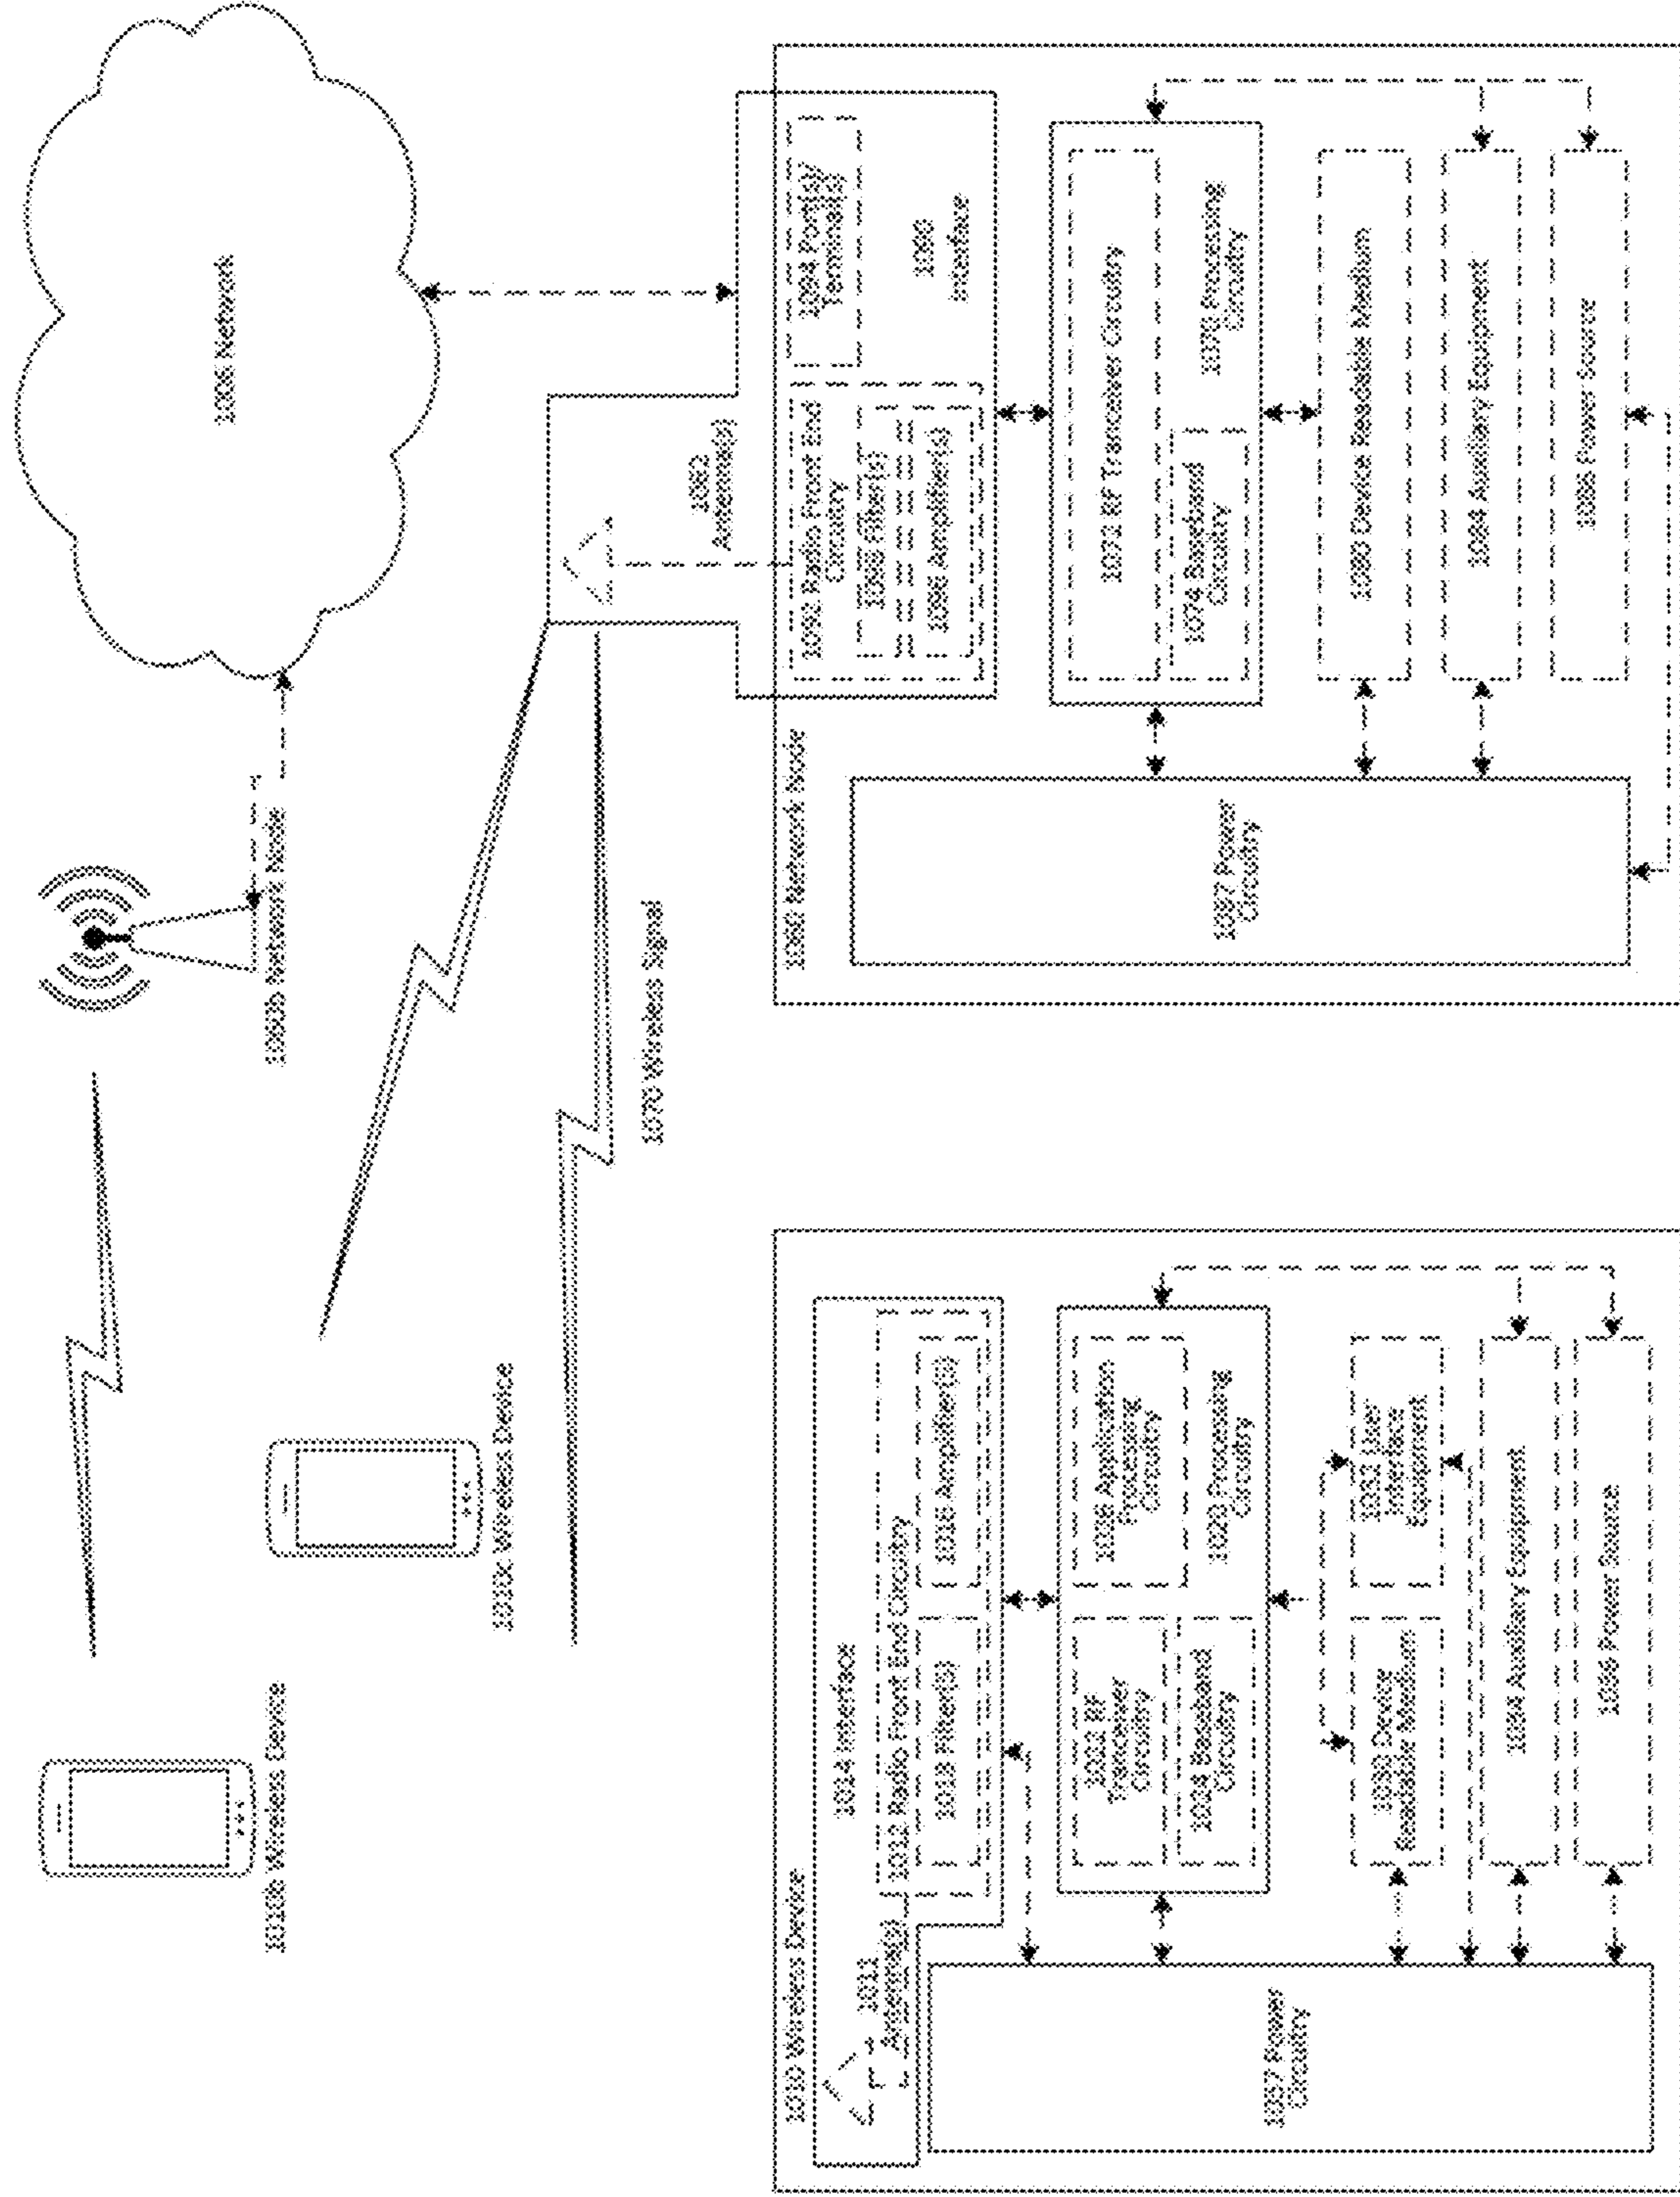 1006 Network
1060b Network Node
1010b Wireless Device
1010c Wireless Device
1070 Wireless Signal
1010 Wireless Device
1014 Interface
1011
Antenna(s)
1012 Radio Front End Circuitry
1018 Filter(s)
1016 Amplifier(s)
1022 RF
Transceiver
Circuitry
1026 Application
Processing
Circuitry
1024 Baseband
Circuitry
1020 Processing
Circuitry
1030 Device
Readable Medium
1032 User
Interface
Equipment
1034 Auxiliary Equipment
1036 Power Source
1037 Power
Circuitry
1060 Network Node
1062
Antenna(s)
1092 Radio Front End
Circuitry
1098 Filter(s)
1096 Amplifier(s)
1094 Port(s)/
Terminal(s)
1090
Interface
1072 RF Transceiver Circuitry
1074 Baseband
Circuitry
1070 Processing
Circuitry
1080 Device Readable Medium
1084 Auxiliary Equipment
1086 Power Source
1087 Power
Circuitry